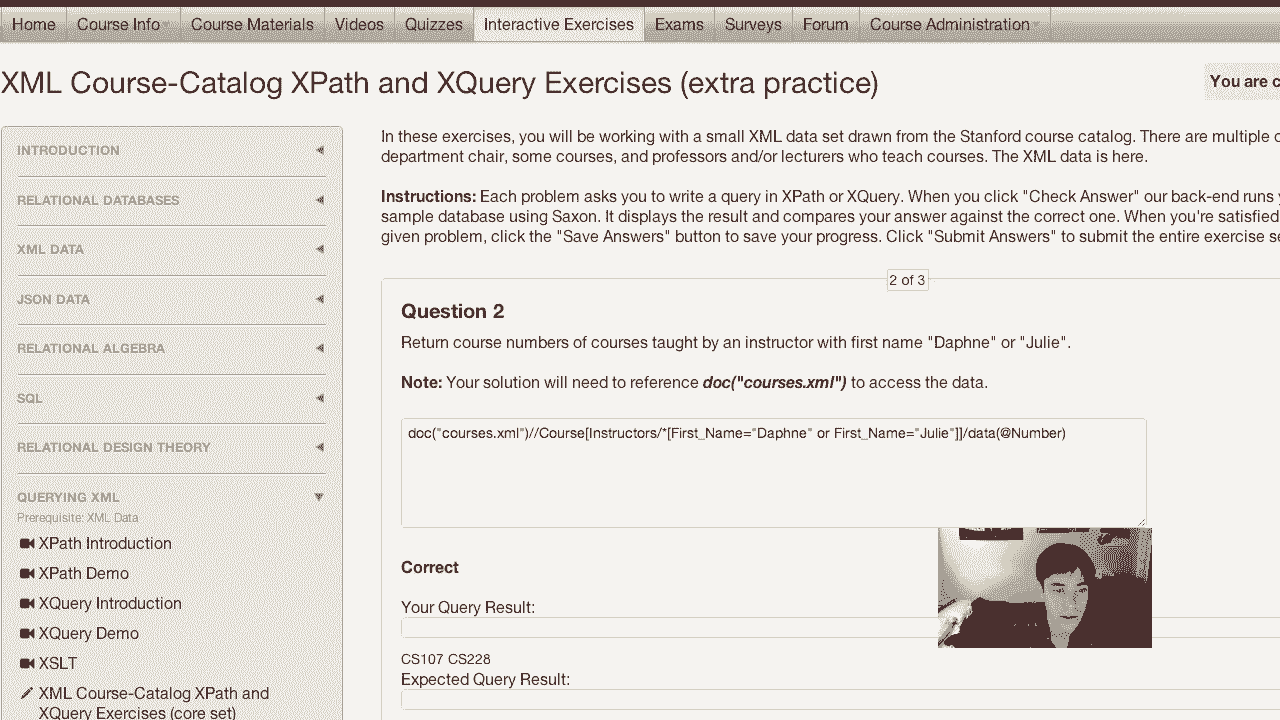 Home Course Info Course Materials Videos Quizzes Interactive Exercises Exams Surveys Forum Course Administration
XML Course-Catalog XPath and XQuery Exercises (extra practice)
You are c
INTRODUCTION
RELATIONAL DATABASES
XML DATA
JSON DATA
RELATIONAL ALGEBRA
SQL
RELATIONAL DESIGN THEORY
QUERYING XML
Prerequisite: XML Data
XPath Introduction
XPath Demo
XQuery Introduction
XQuery Demo
XSLT
XML Course-Catalog XPath and
XQuery Exercises (core set)
In these exercises, you will be working with a small XML data set drawn from the Stanford course catalog. There are multiple
department chair, some courses, and professors and/or lecturers who teach courses. The XML data is here.
Instructions: Each problem asks you to write a query in XPath or XQuery. When you click "Check Answer" our back-end runs
sample database using Saxon. It displays the result and compares your answer against the correct one. When you're satisfied
given problem, click the "Save Answers" button to save your progress. Click "Submit Answers" to submit the entire exercise se
2 of 3
Question 2
Return course numbers of courses taught by an instructor with first name "Daphne" or "Julie".
Note: Your solution will need to reference doc("courses.xml") to access the data.
doc("courses.xml")//Course[Instructors/*[First_Name="Daphne" or First_Name="Julie"]]/data(@Number)
Correct
Your Query Result:
CS107 CS228
Expected Query Result: